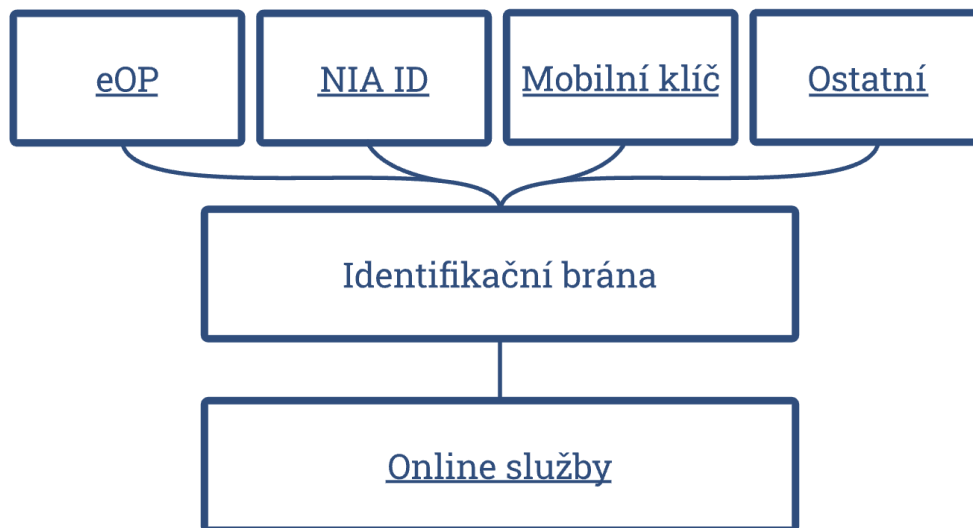 eOP
NIA ID
Mobilní klíč
Ostatní
Identifikační brána
Online služby